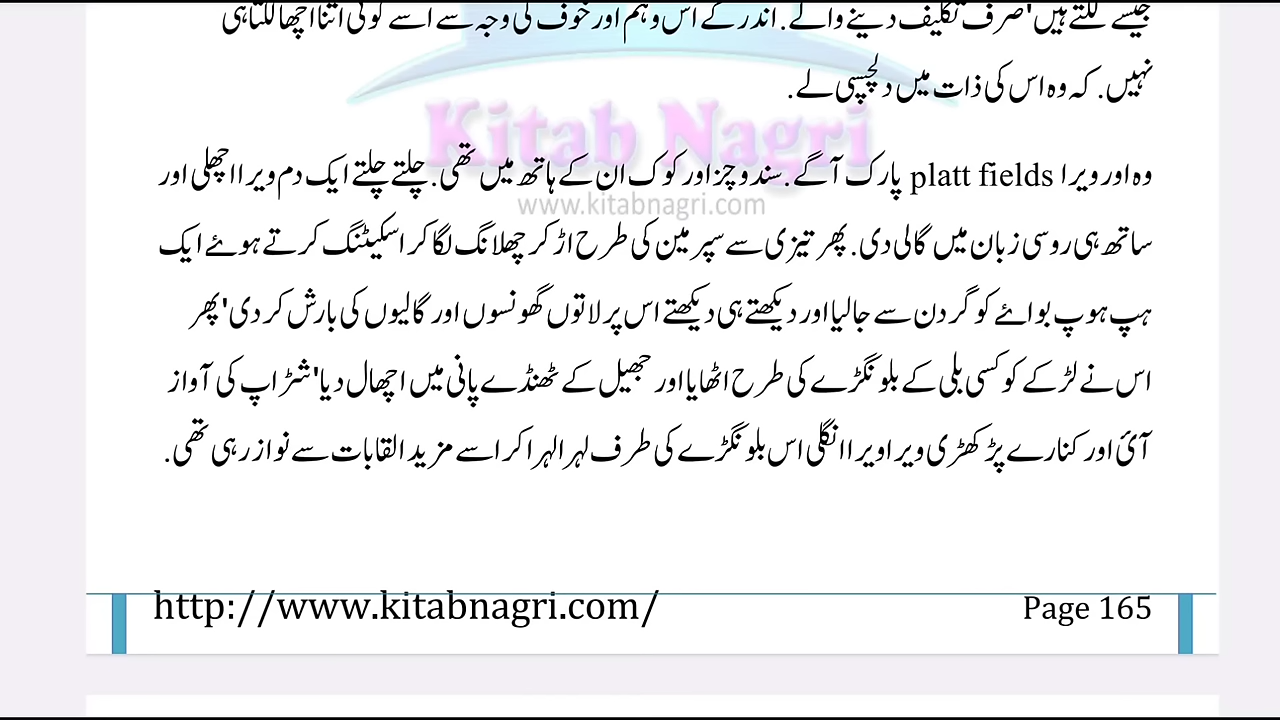 جیسے لگتے ہیں'صرف تکلیف دینے والے. اندر کے اس وہم اور خوف کی وجہ سے اسے کوئی اتنا اچھا لگتا ہی
نہیں. کہ وہ اس کی ذات میں دلچسپی لے.
Kitab Nagri
وہ اور ویرا platt fields پارک آگے. سندوچز اور کوک ان کے ہاتھ میں تھی. چلتے چلتے ایک دم ویرا اچھلی اور
www.kitabnagri.com
ساتھ ہی روسی زبان میں گالی دی. پھر تیزی سے سپر مین کی طرح اڑ کر چھلانگ لگا کر اسکیٹنگ کرتے ہوئے ایک
ہپ ہوپ بوائے کو گردن سے جا لیا اور دیکھتے ہی دیکھتے اس پر لاتوں گھونسوں اور گالیوں کی بارش کر دی'پھر
اس نے لڑکے کو کسی بلی کے بلونگڑے کی طرح اٹھایا اور جھیل کے ٹھنڈے پانی میں اچھال دیا'شڑاپ کی آواز
آئ اور کنارے پڑ کھڑی ویرا ویرا انگلی اس بلونگڑے کی طرف لہرا لہرا کر اسے مزید القابات سے نواز رہی تھی.
http://www.kitabnagri.com/ Page 165